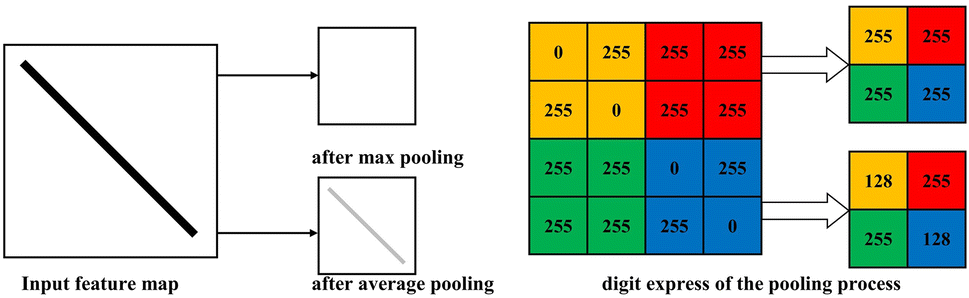 after max pooling
Input feature map
after average pooling
0 255 255 255
255 0 255 255
255 255 0 255
255 255 255 0
255 255
255 255
128 255
255 128
digit express of the pooling process